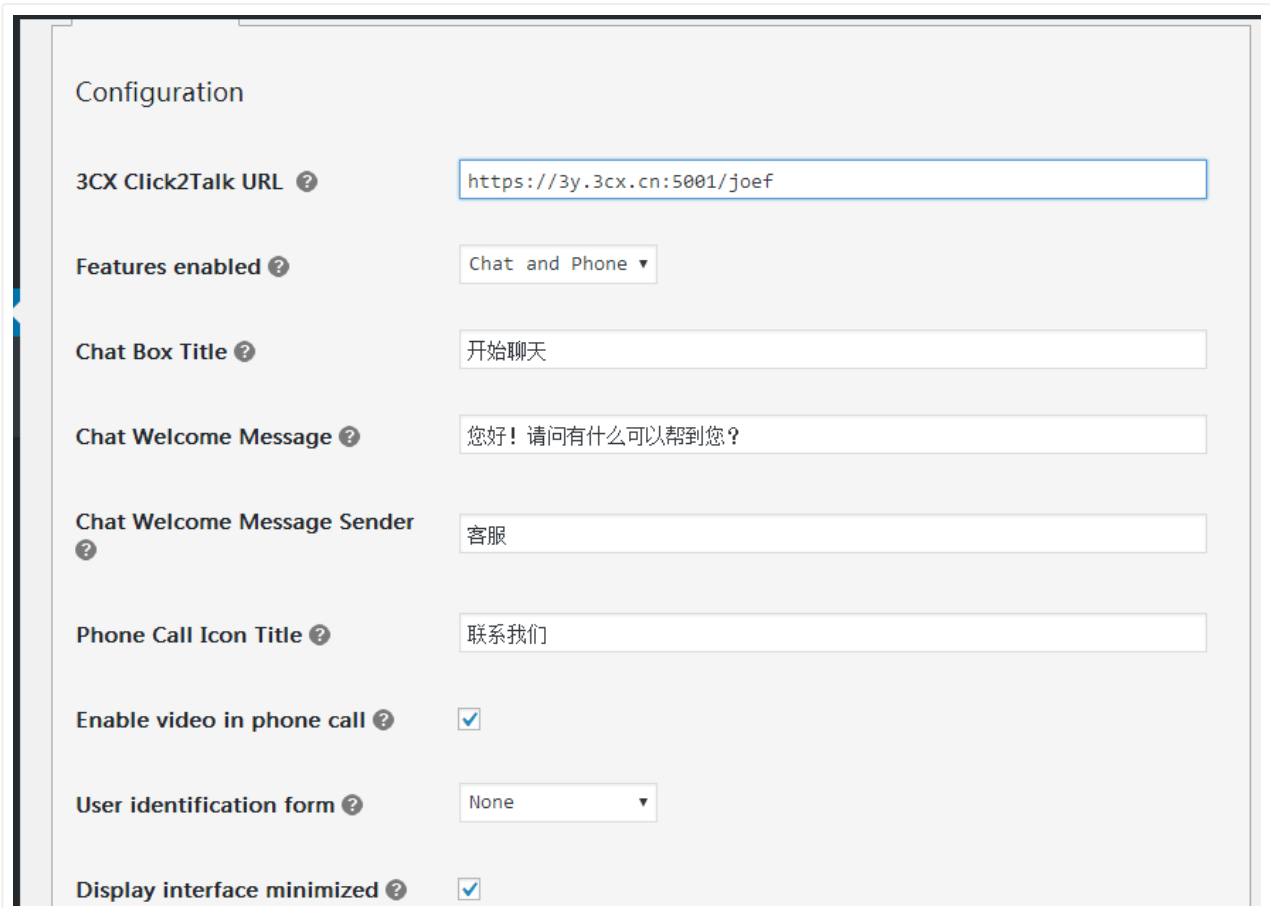 Configuration
3CX Click2Talk URL
https://3y.3cx.cn:5001/joef
Features enabled
Chat and Phone
Chat Box Title
开始聊天
Chat Welcome Message
您好！请问有什么可以帮到您？
Chat Welcome Message Sender
客服
Phone Call Icon Title
联系我们
Enable video in phone call
User identification form
None
Display interface minimized